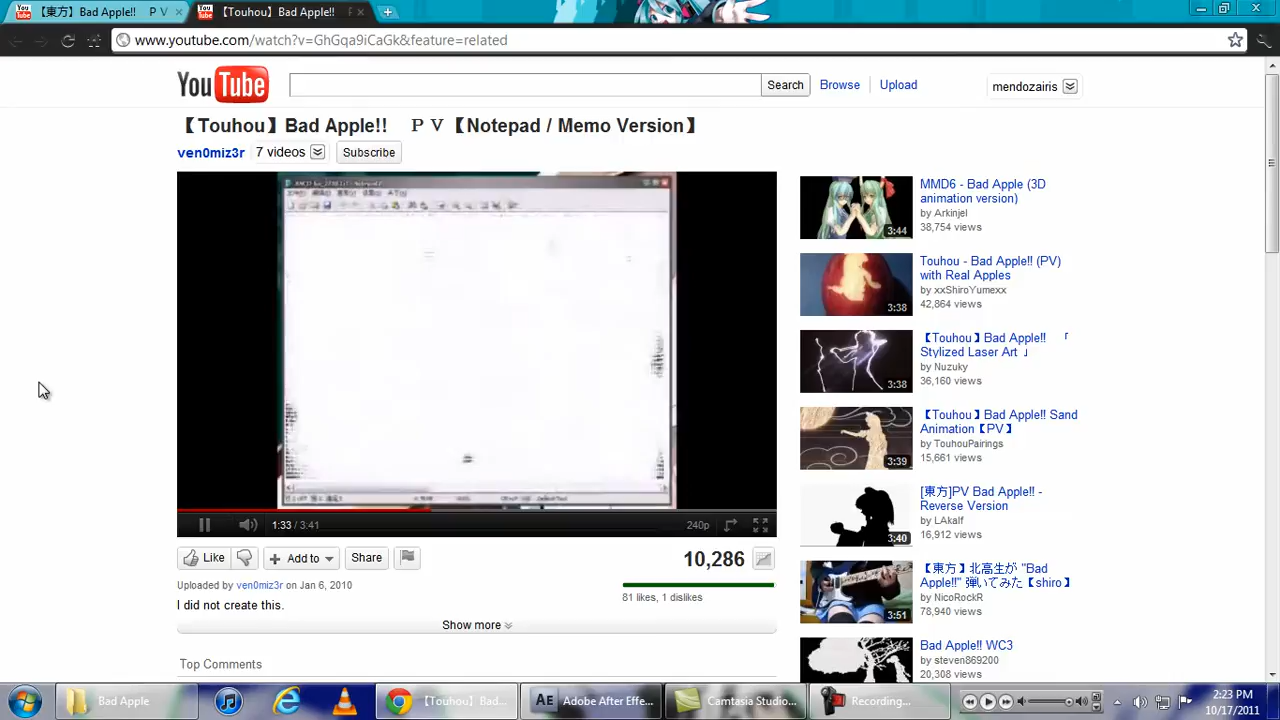 【東方】Bad Apple!! ＰＶ
【Touhou】Bad Apple!!
www.youtube.com/watch?v=GhGqa9iCaGk&feature=related
YouTube
Search
Browse
Upload
mendozairis
【Touhou】Bad Apple!!　ＰＶ【Notepad / Memo Version】
ven0miz3r 7 videos Subscribe
1:33 / 3:41
240p
Like
Add to
Share
10,286
Uploaded by ven0miz3r on Jan 6, 2010
81 likes, 1 dislikes
I did not create this.
Show more
Top Comments
3:44
MMD6 - Bad Apple (3D
animation version)
by Arkinjel
38,754 views
3:38
Touhou - Bad Apple!! (PV)
with Real Apples
by xxShiroYumexx
42,864 views
3:38
【Touhou】Bad Apple!!　「
Stylized Laser Art 」
by Nuzuky
36,160 views
3:39
【Touhou】Bad Apple!! Sand
Animation【PV】
by TouhouPairings
15,661 views
3:40
[東方]PV Bad Apple!! -
Reverse Version
by LAkalf
16,912 views
3:51
【東方】北高生が "Bad
Apple!!" 弾いてみた【shiro】
by NicoRockR
78,940 views
Bad Apple!! WC3
by steven869200
20,308 views
Bad Apple
【Touhou】Bad...
AE
Adobe After Effe...
Camtasia Studio...
Recording...
2:23 PM
10/17/2011